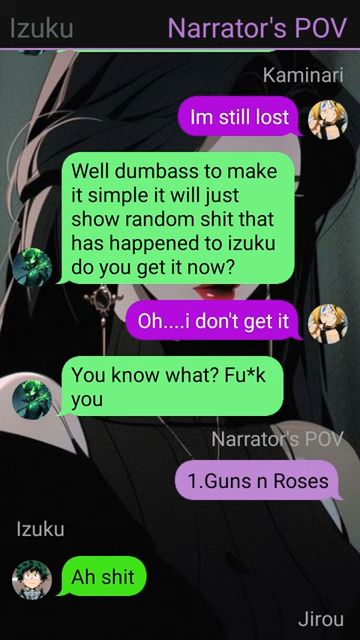 Izuku
Narrator's POV
Kaminari
Im still lost
Well dumbass to make
it simple it will just
show random shit that
has happened to izuku
do you get it now?
Oh....i don't get it
You know what? Fu*k
you
Narrator's POV
1.Guns n Roses
Izuku
Ah shit
Jirou